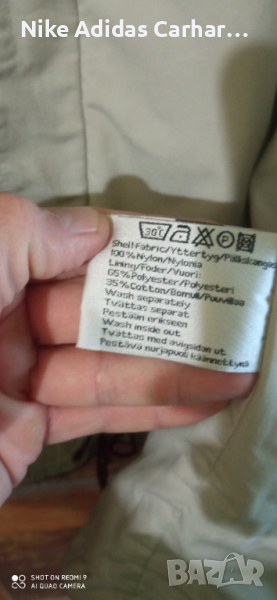 Nike Adidas Carhar...
30°C P
Shell Fabric/Yttertyg/Päälikangas
100% Nylon/Nylonia
Lining/Foder/Vuori:
65% Polyester/Polyesteri
35% Cotton/Bomull/Puuvillaa
Wash separately
Tvättas separat
Pestään erikseen
Wash inside out
Tvättas med avigsidan ut
Pestävä nurjapuoli käännettynä
SHOT ON REDMI 9
AI QUAD CAMERA
BAZAR